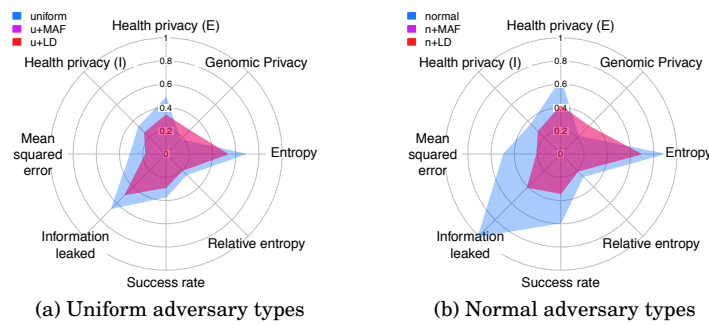 uniform
u+MAF
u+LD
Health privacy (E)
1
0.8
0.6
0.4
0.2
0
Health privacy (I)
Genomic Privacy
Mean
squared
error
Entropy
Information
leaked
Relative entropy
Success rate
(a) Uniform adversary types
normal
n+MAF
n+LD
Health privacy (E)
1
0.8
0.6
0.4
0.2
0
Health privacy (I)
Genomic Privacy
Mean
squared
error
Entropy
Information
leaked
Relative entropy
Success rate
(b) Normal adversary types